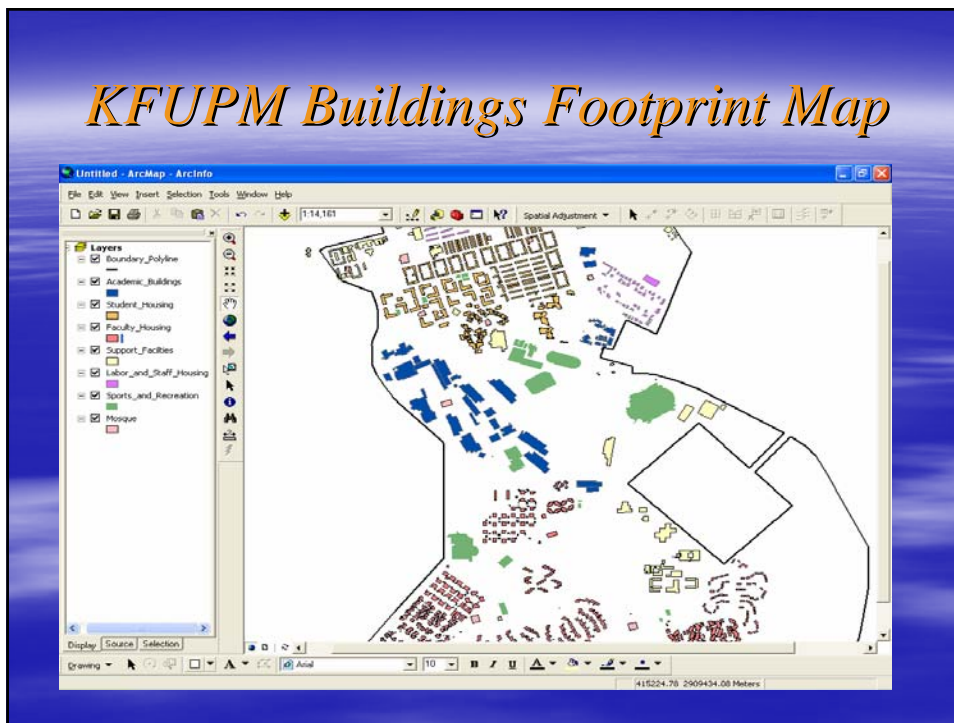 KFUPM Buildings Footprint Map
Untitled - ArcMap - ArcInfo
File Edit View Insert Selection Tools Window Help
1:14,161
Spatial Adjustment
Layers
Boundary_Polyline
Academic_Buildings
Student_Housing
Faculty_Housing
Support_Facilties
Labor_and_Staff_Housing
Sports_and_Recreation
Mosque
Display Source Selection
Drawing A Arial 10 B I U A
415224.78 2909434.08 Meters